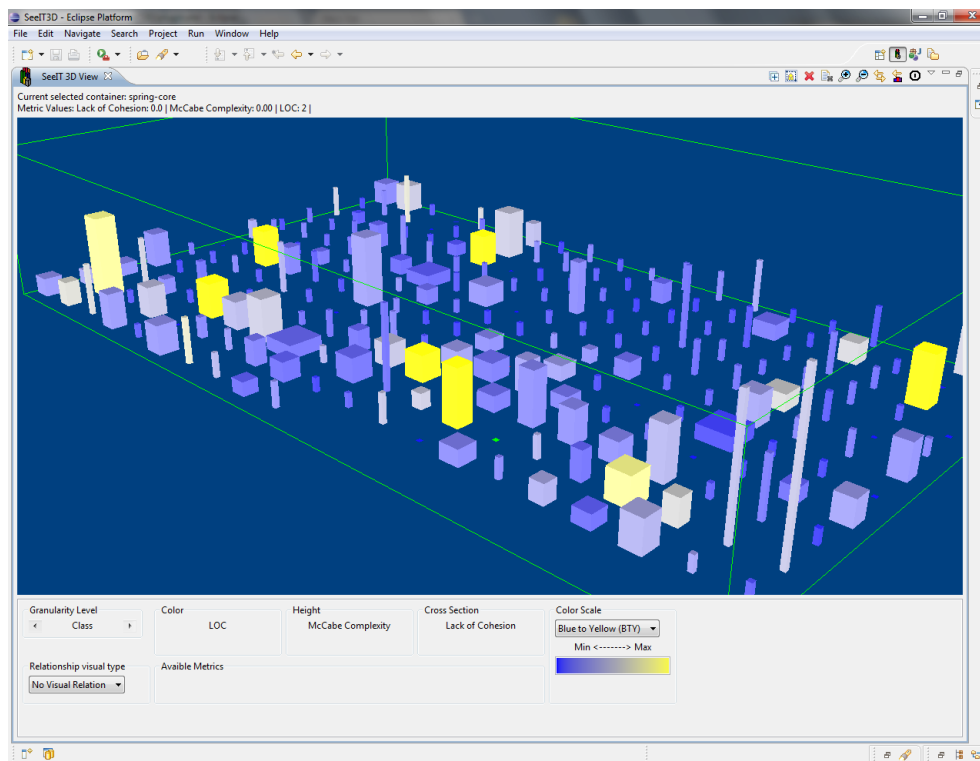 SeeIT3D - Eclipse Platform
File Edit Navigate Search Project Run Window Help
SeeIT 3D View
Current selected container: spring-core
Metric Values: Lack of Cohesion: 0.0 | McCabe Complexity: 0.00 | LOC: 2 |
Granularity Level Color Height Cross Section Color Scale
< Class > LOC McCabe Complexity Lack of Cohesion Blue to Yellow (BTY)
Min <-------> Max
Relationship visual type Avaible Metrics
No Visual Relation